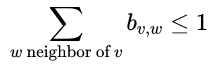 ∑ b_{v,w} ≤ 1
w neighbor of v